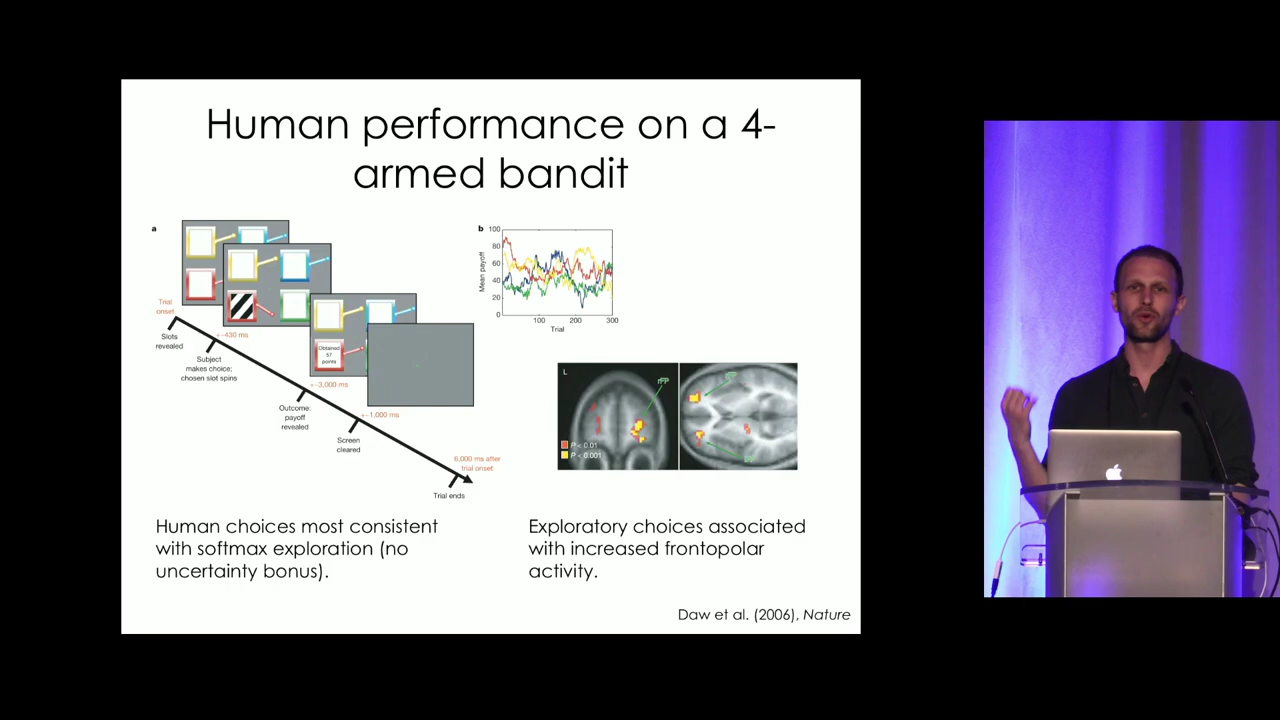 Human performance on a 4-
armed bandit
a
Trial
onset
Slots
revealed
+~430 ms
Subject
makes choice;
chosen slot spins
Obtained
57
points
+~3,000 ms
Outcome:
payoff
revealed
+~1,000 ms
Screen
cleared
6,000 ms after
trial onset
Trial ends
b
Mean payoff
100
80
60
40
20
0
100
200
300
Trial
L
rFP
P < 0.01
P < 0.001
Human choices most consistent
with softmax exploration (no
uncertainty bonus).
Exploratory choices associated
with increased frontopolar
activity.
Daw et al. (2006), Nature